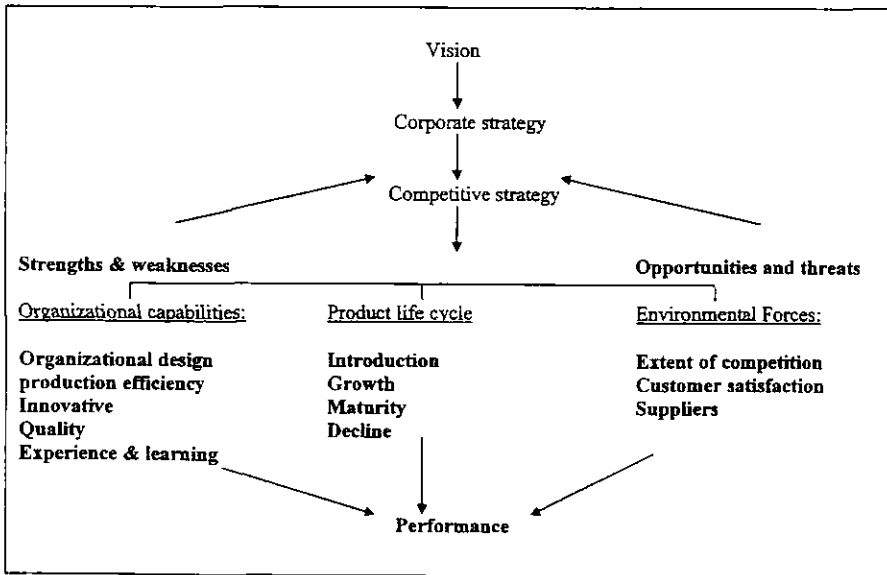 Vision
Corporate strategy
Competitive strategy
Strengths & weaknesses
Opportunities and threats
Organizational capabilities:
Product life cycle
Environmental Forces:
Organizational design
production efficiency
Innovative
Quality
Experience & learning
Introduction
Growth
Maturity
Decline
Extent of competition
Customer satisfaction
Suppliers
Performance